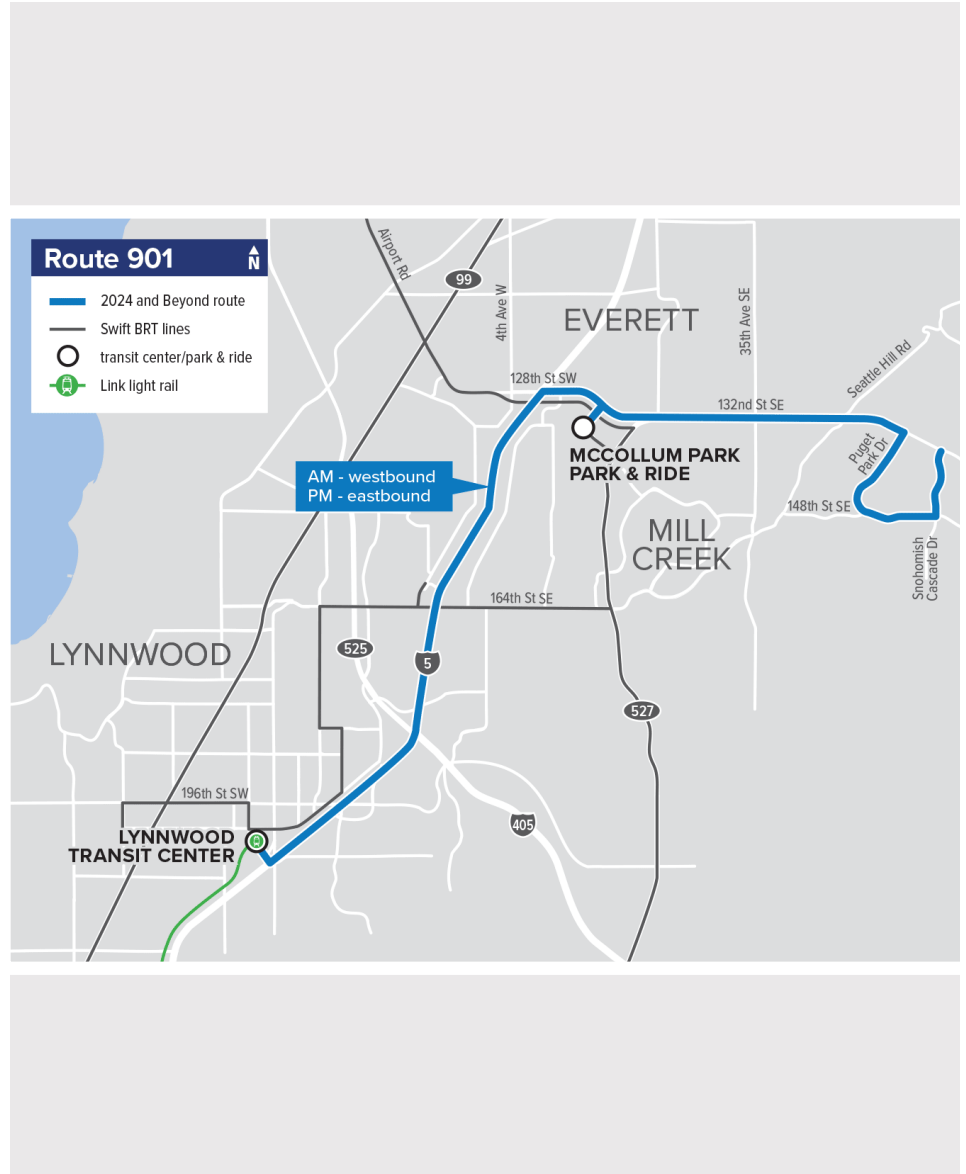 Route 901
N
2024 and Beyond route
Swift BRT lines
transit center/park & ride
Link light rail
Airport Rd
99
4th Ave W
EVERETT
35th Ave SE
Seattle Hill Rd
128th St SW
132nd St SE
MCCOLLUM PARK
PARK & RIDE
Puget
Park Dr
AM - westbound
PM - eastbound
148th St SE
MILL
CREEK
Snohomish
Cascade Dr
164th St SE
LYNNWOOD
525
5
527
196th St SW
405
LYNNWOOD
TRANSIT CENTER